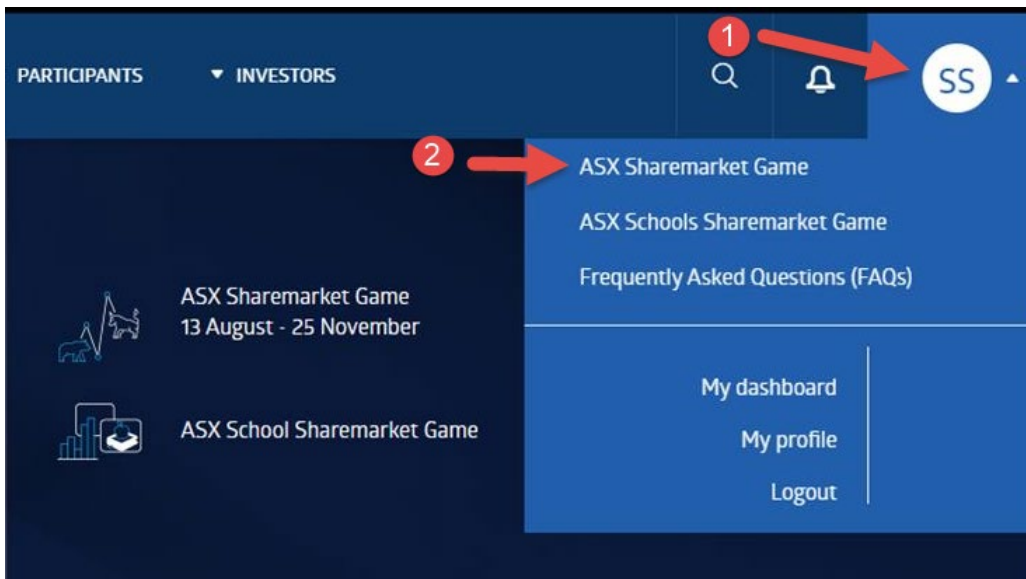 PARTICIPANTS
INVESTORS
1
SS
2
ASX Sharemarket Game
ASX Schools Sharemarket Game
Frequently Asked Questions (FAQs)
ASX Sharemarket Game
13 August - 25 November
ASX School Sharemarket Game
My dashboard
My profile
Logout